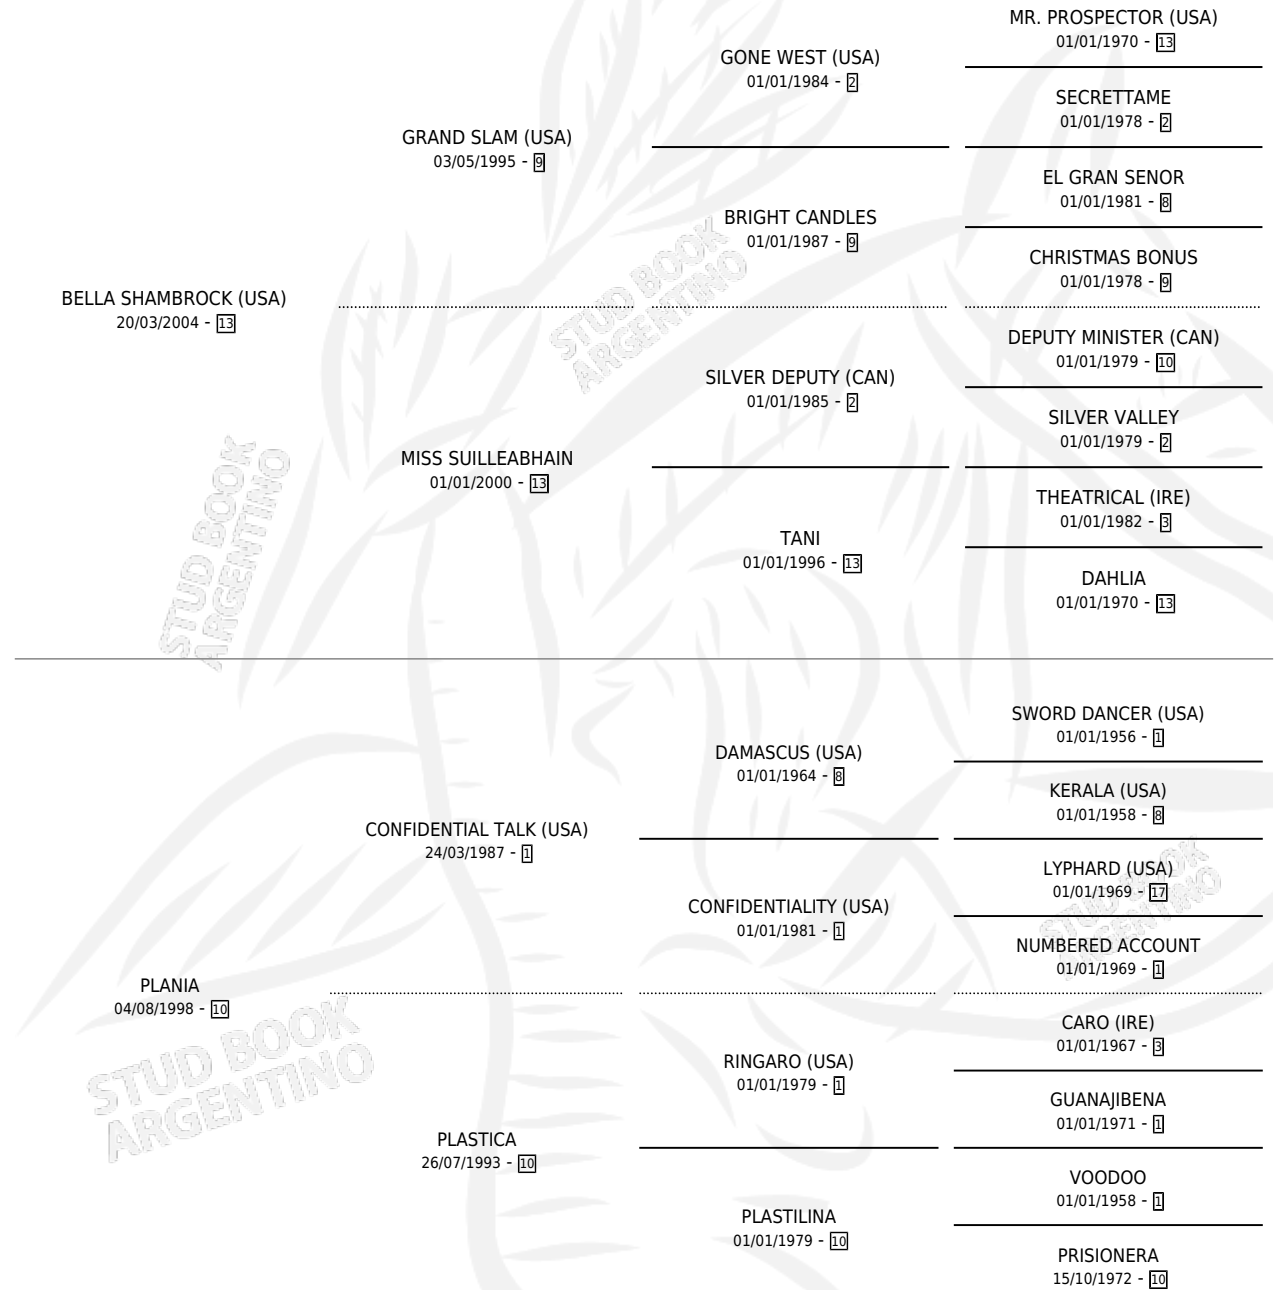 MR. PROSPECTOR (USA)
01/01/1970 - 13
GONE WEST (USA)
01/01/1984 - 2
SECRETTAME
01/01/1978 - 2
GRAND SLAM (USA)
03/05/1995 - 9
EL GRAN SENOR
01/01/1981 - 8
BRIGHT CANDLES
01/01/1987 - 9
CHRISTMAS BONUS
01/01/1978 - 9
BELLA SHAMBROCK (USA)
20/03/2004 - 13
DEPUTY MINISTER (CAN)
01/01/1979 - 10
SILVER DEPUTY (CAN)
01/01/1985 - 2
SILVER VALLEY
01/01/1979 - 2
MISS SUILLEABHAIN
01/01/2000 - 13
THEATRICAL (IRE)
01/01/1982 - 3
TANI
01/01/1996 - 13
DAHLIA
01/01/1970 - 13
SWORD DANCER (USA)
01/01/1956 - 1
DAMASCUS (USA)
01/01/1964 - 8
KERALA (USA)
01/01/1958 - 8
CONFIDENTIAL TALK (USA)
24/03/1987 - 1
LYPHARD (USA)
01/01/1969 - 17
CONFIDENTIALITY (USA)
01/01/1981 - 1
NUMBERED ACCOUNT
01/01/1969 - 1
PLANIA
04/08/1998 - 10
CARO (IRE)
01/01/1967 - 3
RINGARO (USA)
01/01/1979 - 1
GUANAJIBENA
01/01/1971 - 1
PLASTICA
26/07/1993 - 10
VOODOO
01/01/1958 - 1
PLASTILINA
01/01/1979 - 10
PRISIONERA
15/10/1972 - 10
STUD BOOK
ARGENTINO
STUD BOOK
ARGENTINO
STUD BOOK
ARGENTINO
STUD BOOK
ARGENTINO